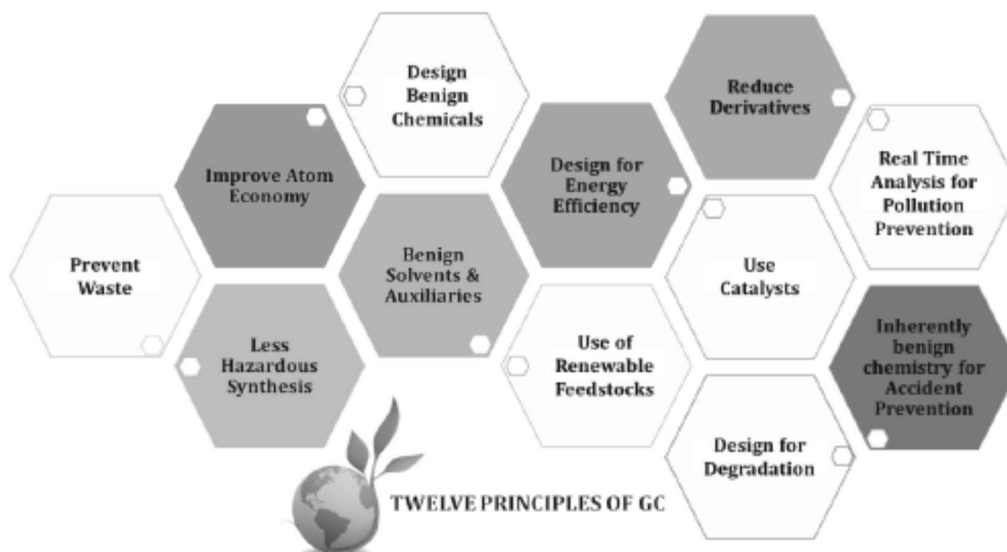 Prevent
Waste
Improve Atom
Economy
Less
Hazardous
Synthesis
Design
Benign
Chemicals
Benign
Solvents &
Auxiliaries
Design for
Energy
Efficiency
Use of
Renewable
Feedstocks
Reduce
Derivatives
Use
Catalysts
Design for
Degradation
Real Time
Analysis for
Pollution
Prevention
Inherently
benign
chemistry for
Accident
Prevention
TWELVE PRINCIPLES OF GC